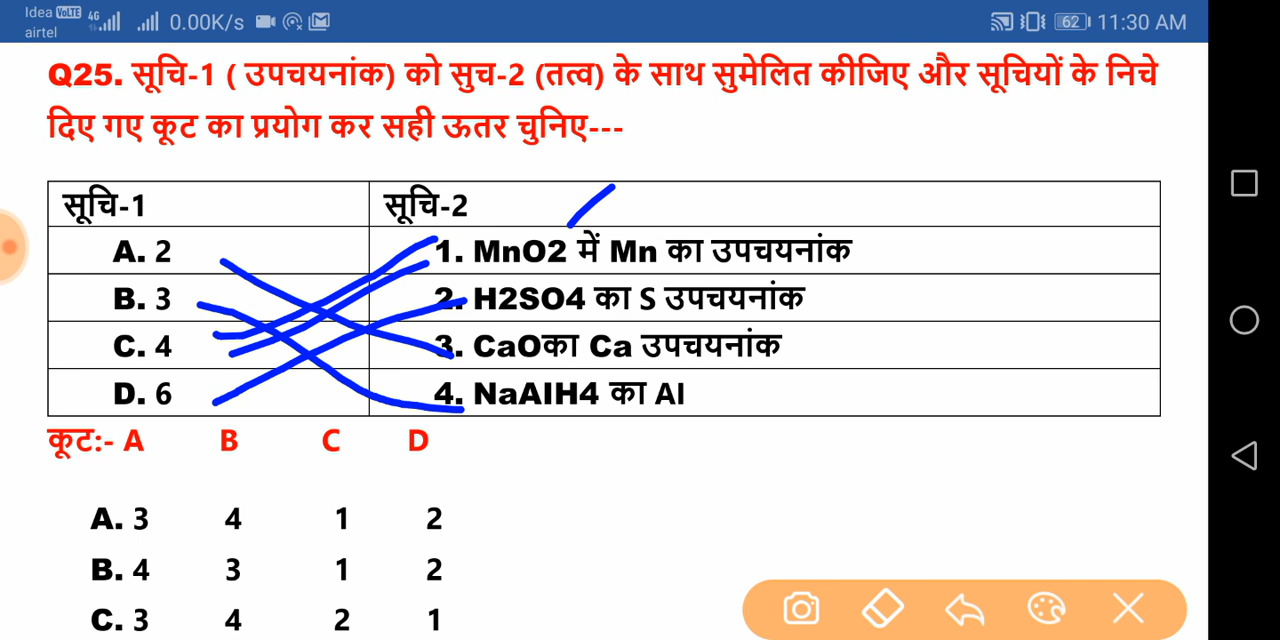 Idea VoLTE 4G 0.00K/s 62 11:30 AM
airtel
Q25. सूचि-1 ( उपचयनांक) को सुच-2 (तत्व) के साथ सुमेलित कीजिए और सूचियों के निचे
दिए गए कूट का प्रयोग कर सही ऊतर चुनिए---
सूचि-1 सूचि-2
A. 2 1. MnO2 में Mn का उपचयनांक
B. 3 2. H2SO4 का S उपचयनांक
C. 4 3. CaOका Ca उपचयनांक
D. 6 4. NaAlH4 का Al
कूट:- A B C D
A. 3 4 1 2
B. 4 3 1 2
C. 3 4 2 1